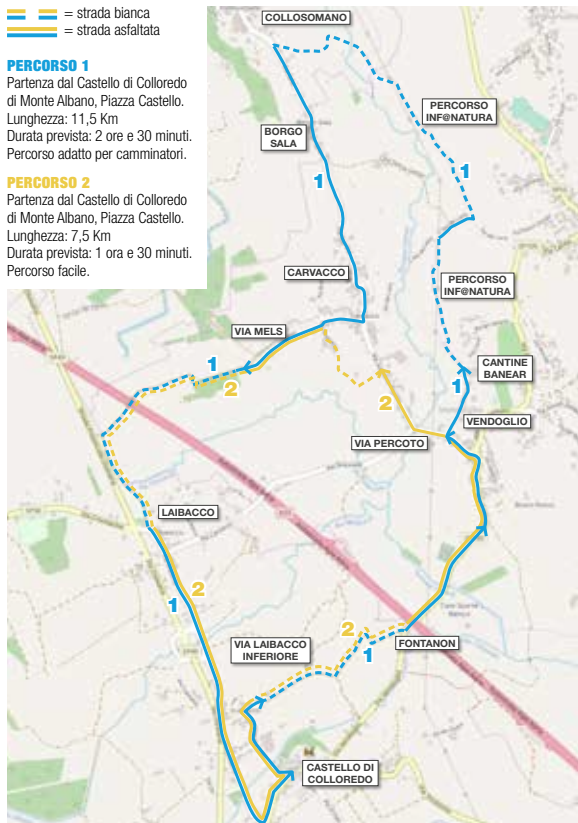 = strada bianca
= strada asfaltata
PERCORSO 1
Partenza dal Castello di Colloredo
di Monte Albano, Piazza Castello.
Lunghezza: 11,5 Km
Durata prevista: 2 ore e 30 minuti.
Percorso adatto per camminatori.
PERCORSO 2
Partenza dal Castello di Colloredo
di Monte Albano, Piazza Castello.
Lunghezza: 7,5 Km
Durata prevista: 1 ora e 30 minuti.
Percorso facile.
COLLOSOMANO
PERCORSO
INF@NATURA
BORGO
SALA
1
1
CARVACCO
PERCORSO
INF@NATURA
VIA MELS
1
2
CANTINE
BANEAR
2
1
VENDOGLIO
VIA PERCOTO
LAIBACCO
2
1
2
VIA LAIBACCO
INFERIORE
1
FONTANON
CASTELLO DI
COLLOREDO